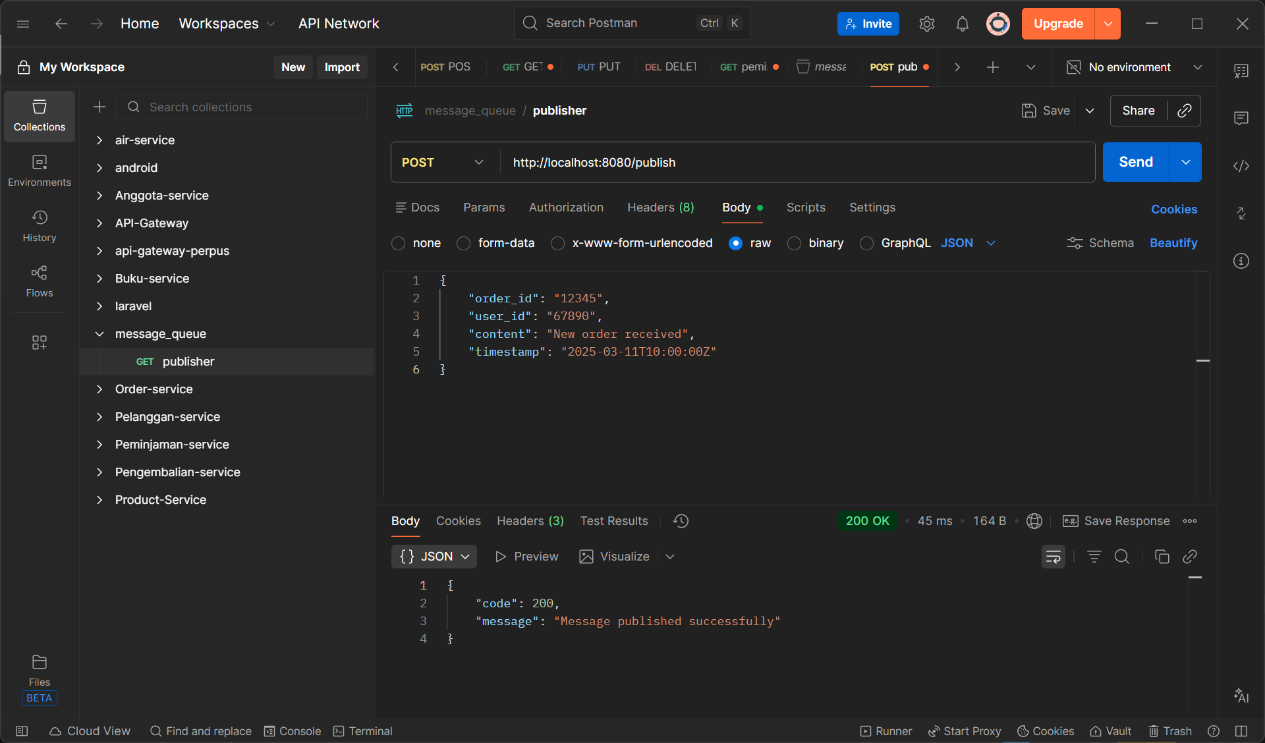 Home Workspaces API Network Search Postman Ctrl K Invite Upgrade
My Workspace New Import
POST POS GET GET PUT PUT DEL DELET GET pemi messa POST pub No environment
Collections
Environments
History
Flows
Files
BETA
Search collections
air-service
android
Anggota-service
API-Gateway
api-gateway-perpus
Buku-service
laravel
message_queue
GET publisher
Order-service
Pelanggan-service
Peminjaman-service
Pengembalian-service
Product-Service
HTTP message_queue / publisher Save Share
POST http://localhost:8080/publish Send
Docs Params Authorization Headers (8) Body Scripts Settings Cookies
none form-data x-www-form-urlencoded raw binary GraphQL JSON Schema Beautify
1 {
2 "order_id": "12345",
3 "user_id": "67890",
4 "content": "New order received",
5 "timestamp": "2025-03-11T10:00:00Z"
6 }
Body Cookies Headers (3) Test Results 200 OK • 45 ms • 164 B • e.g. Save Response
{} JSON Preview Visualize
1 {
2 "code": 200,
3 "message": "Message published successfully"
4 }
AI
Cloud View Find and replace Console Terminal Runner Start Proxy Cookies Vault Trash